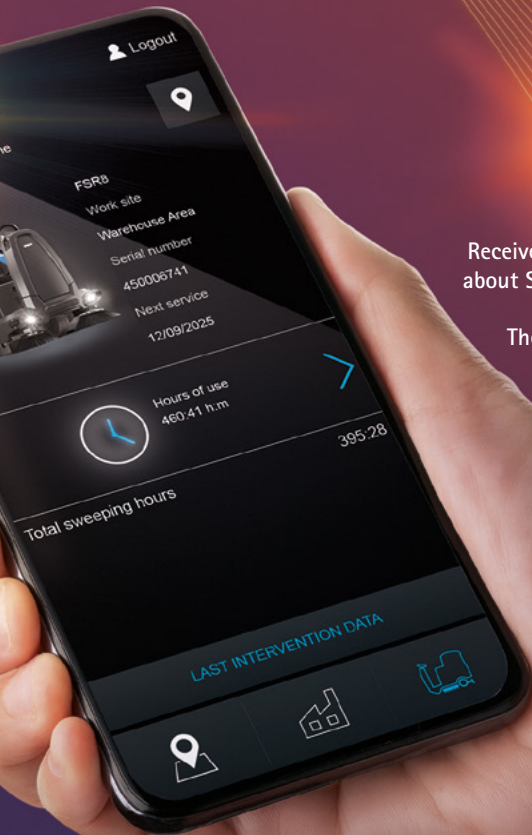 Logout
FSR8
Work site
Warehouse Area
Serial number
450006741
Next service
12/09/2025
Hours of use
460:41 h:m
395:28
Total sweeping hours
LAST INTERVENTION DATA
Receive
about S
The